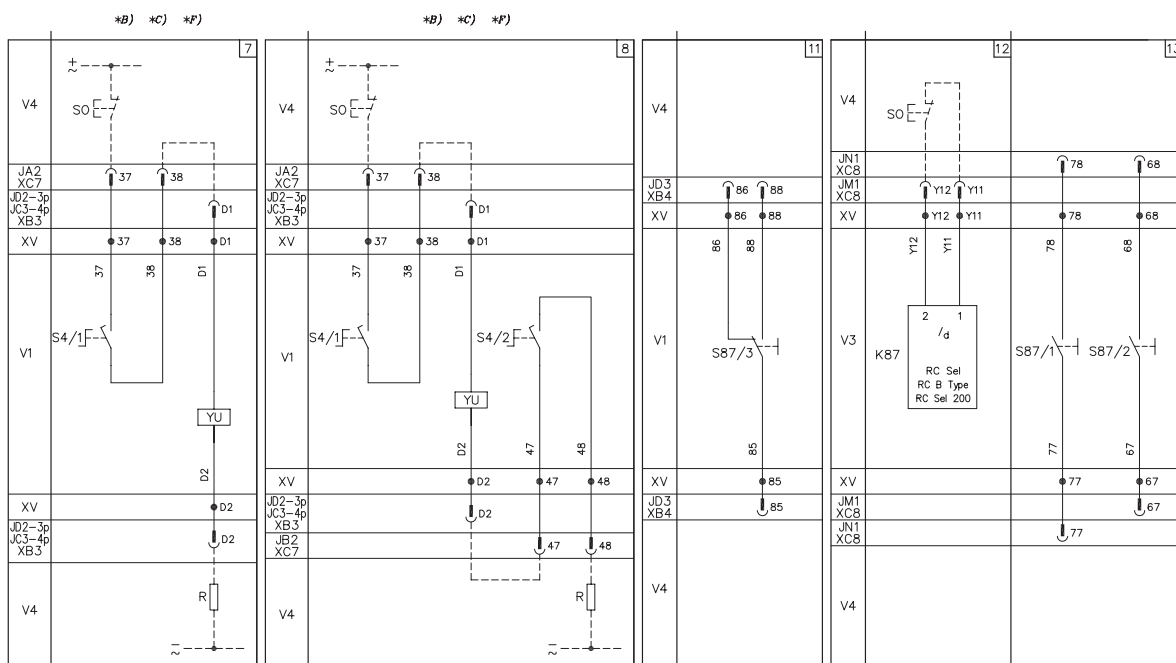 *B) *C) *F)
7
+
~
V4
S0
JA2
XC7
37
38
JD2-3p
JC3-4p
XB3
D1
XV
37
38
D1
37
38
D1
V1
S4/1
YU
D2
XV
D2
JD2-3p
JC3-4p
XB3
D2
V4
R
-
~
*B) *C) *F)
8
+
~
V4
S0
JA2
XC7
37
38
JD2-3p
JC3-4p
XB3
D1
XV
37
38
D1
37
38
D1
V1
S4/1
S4/2
YU
D2
47
48
XV
D2
47
48
JD2-3p
JC3-4p
XB3
D2
JB2
XC7
47
48
V4
R
-
~
11
V4
JD3
XB4
86
88
XV
86
88
86
88
V1
S87/3
85
XV
85
JD3
XB4
85
V4
12
13
V4
S0
JN1
XC8
78
68
JM1
XC8
Y12
Y11
XV
Y12
Y11
78
68
Y12
Y11
78
68
V3
K87
2 1
/d
RC Sel
RC B Type
RC Sel 200
S87/1
S87/2
77
67
XV
77
67
JM1
XC8
67
JN1
XC8
77
V4